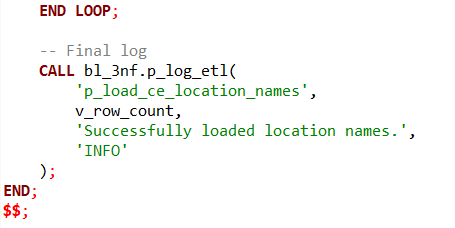 END LOOP;
-- Final log
CALL bl_3nf.p_log_etl(
'p_load_ce_location_names',
v_row_count,
'Successfully loaded location names.',
'INFO'
);
END;
$$;